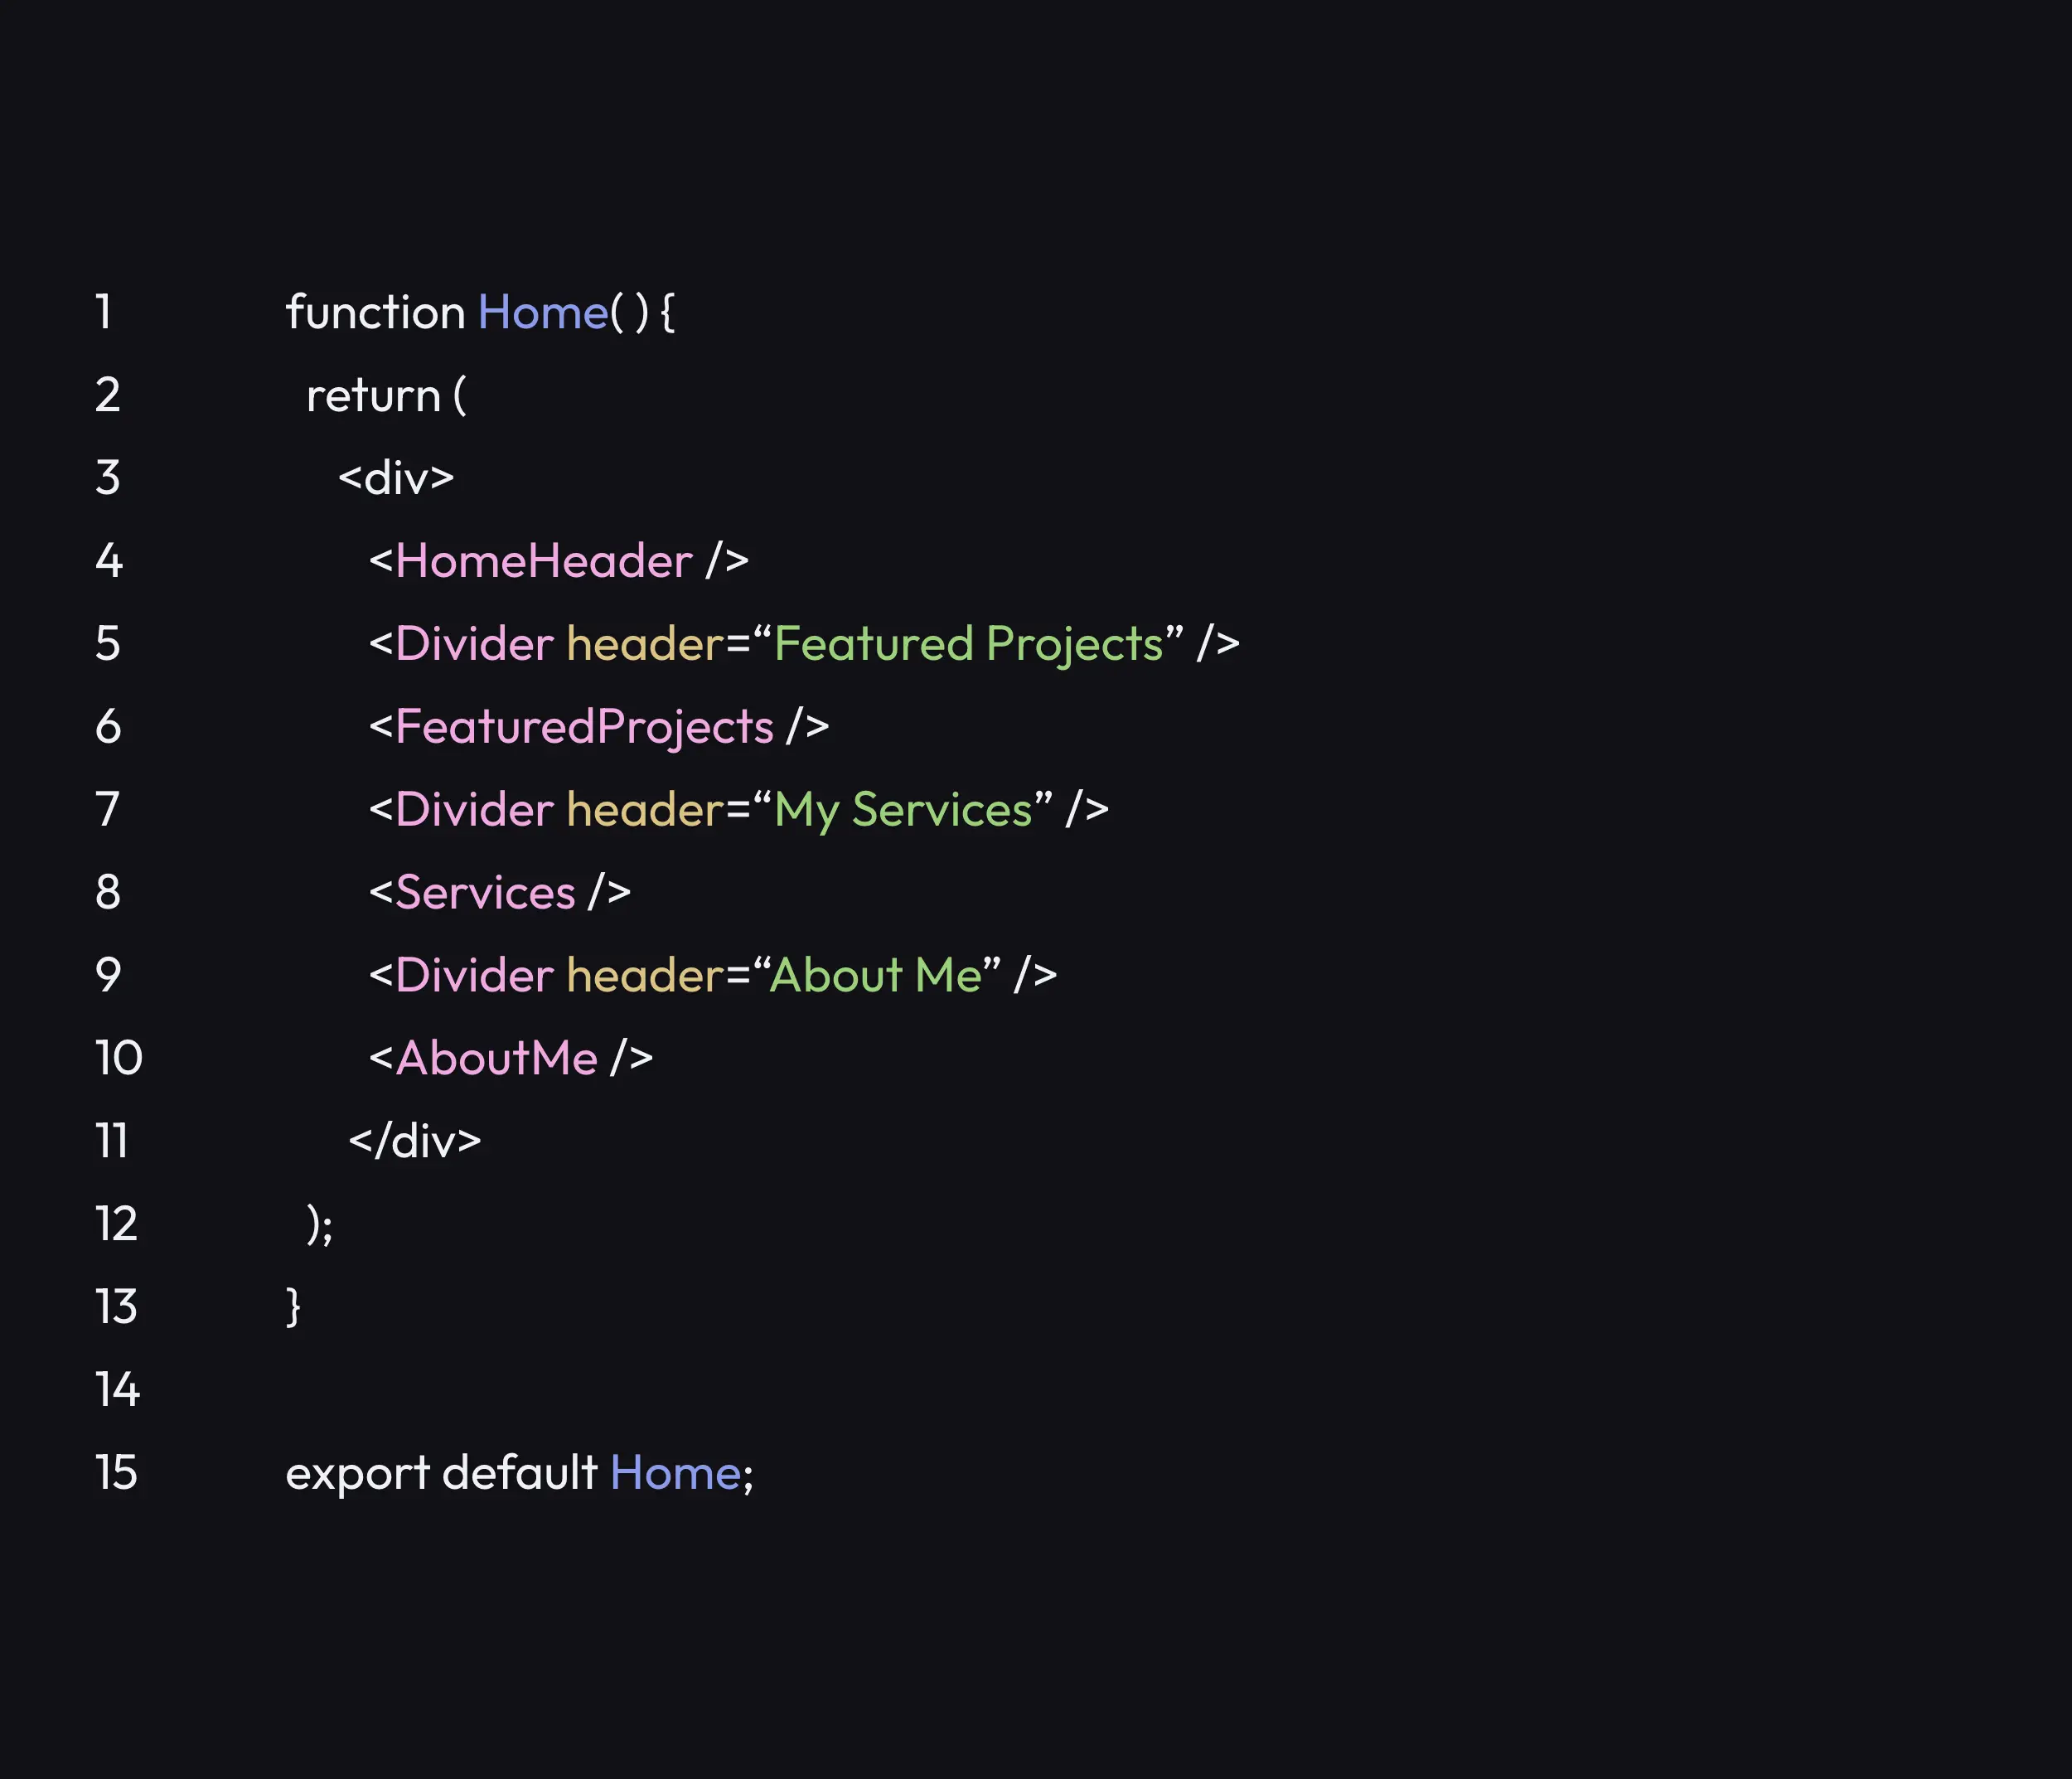 1 function Home( ) {
2 return (
3 <div>
4 <HomeHeader />
5 <Divider header=“Featured Projects” />
6 <FeaturedProjects />
7 <Divider header=“My Services” />
8 <Services />
9 <Divider header=“About Me” />
10 <AboutMe />
11 </div>
12 );
13 }
14
15 export default Home;